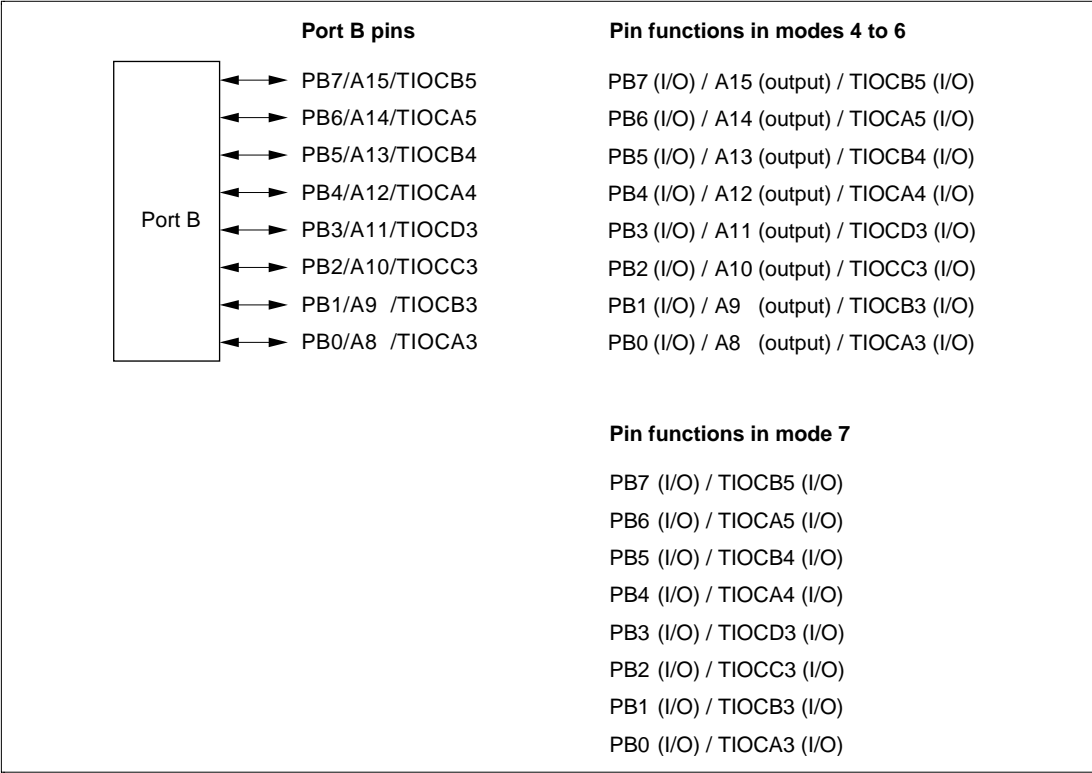 Port B pins
Port B
PB7/A15/TIOCB5
PB6/A14/TIOCA5
PB5/A13/TIOCB4
PB4/A12/TIOCA4
PB3/A11/TIOCD3
PB2/A10/TIOCC3
PB1/A9 /TIOCB3
PB0/A8 /TIOCA3
Pin functions in modes 4 to 6
PB7 (I/O) / A15 (output) / TIOCB5 (I/O)
PB6 (I/O) / A14 (output) / TIOCA5 (I/O)
PB5 (I/O) / A13 (output) / TIOCB4 (I/O)
PB4 (I/O) / A12 (output) / TIOCA4 (I/O)
PB3 (I/O) / A11 (output) / TIOCD3 (I/O)
PB2 (I/O) / A10 (output) / TIOCC3 (I/O)
PB1 (I/O) / A9 (output) / TIOCB3 (I/O)
PB0 (I/O) / A8 (output) / TIOCA3 (I/O)
Pin functions in mode 7
PB7 (I/O) / TIOCB5 (I/O)
PB6 (I/O) / TIOCA5 (I/O)
PB5 (I/O) / TIOCB4 (I/O)
PB4 (I/O) / TIOCA4 (I/O)
PB3 (I/O) / TIOCD3 (I/O)
PB2 (I/O) / TIOCC3 (I/O)
PB1 (I/O) / TIOCB3 (I/O)
PB0 (I/O) / TIOCA3 (I/O)